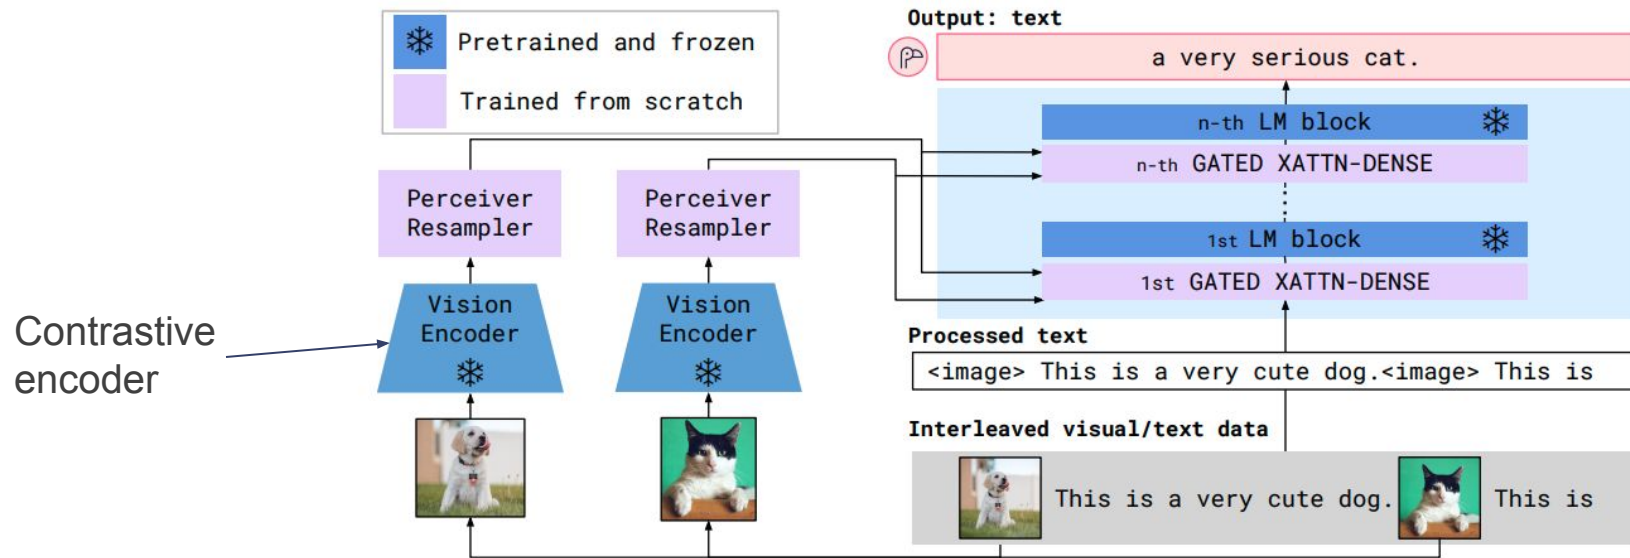 Pretrained and frozen
Trained from scratch
Perceiver
Resampler
Perceiver
Resampler
Vision
Encoder
Vision
Encoder
Contrastive
encoder
Output: text
a very serious cat.
n-th LM block
n-th GATED XATTN-DENSE
1st LM block
1st GATED XATTN-DENSE
Processed text
<image> This is a very cute dog.<image> This is
Interleaved visual/text data
This is a very cute dog.
This is